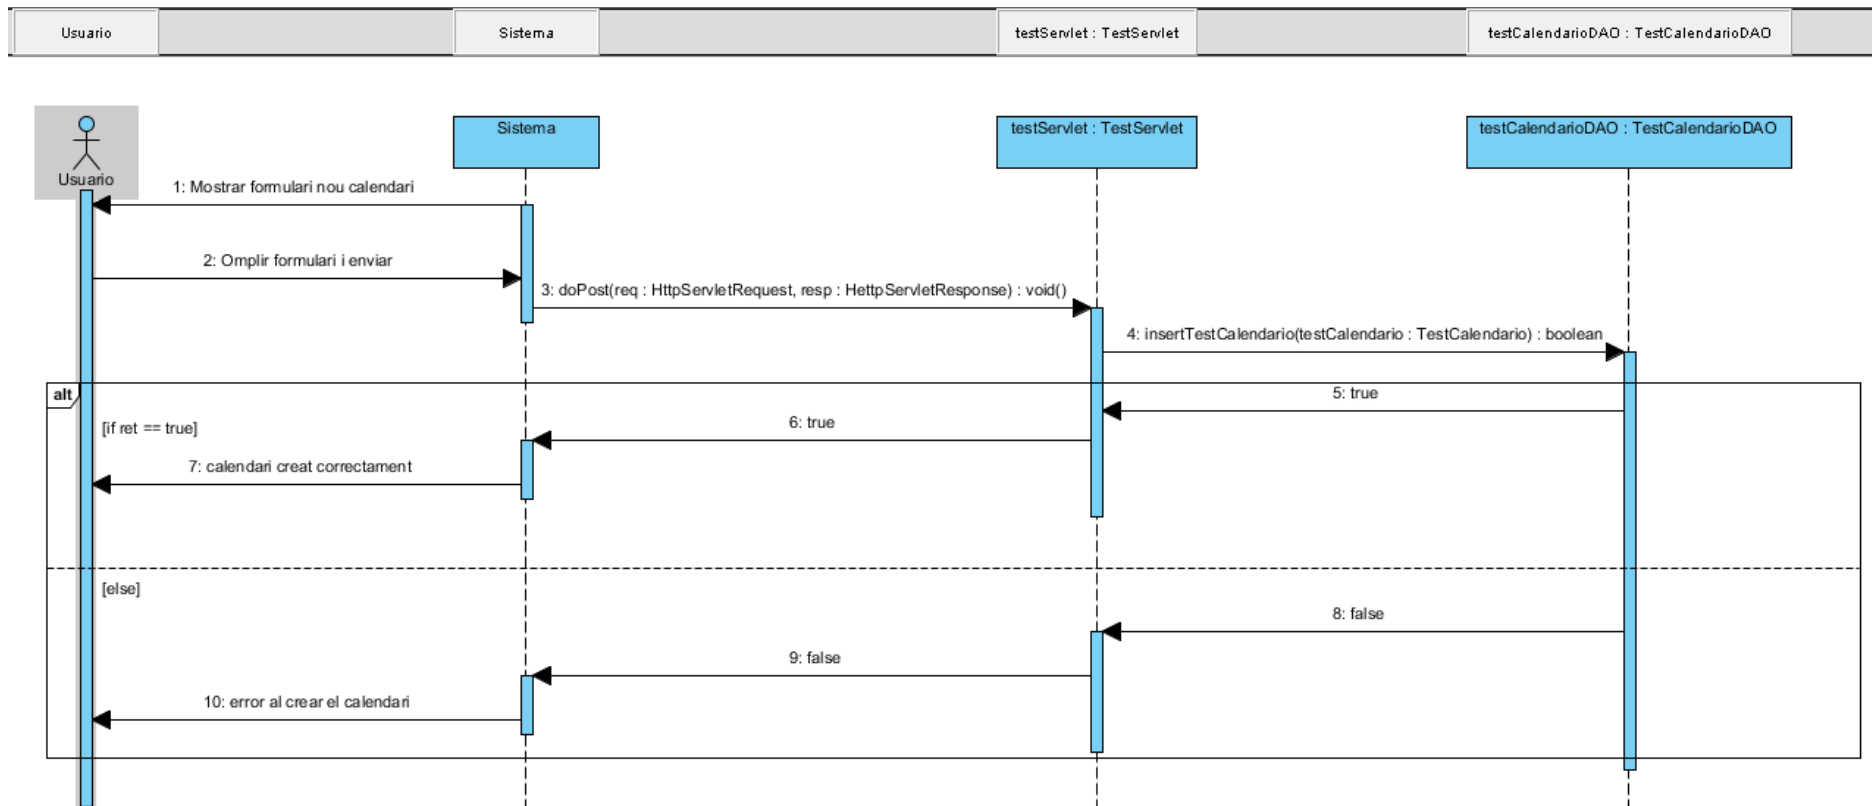 Usuario
Sistema
testServlet : TestServlet
testCalendarioDAO : TestCalendarioDAO
Usuario
Sistema
testServlet : TestServlet
testCalendarioDAO : TestCalendarioDAO
1: Mostrar formulari nou calendari
2: Omplir formulari i enviar
3: doPost(req : HttpServletRequest, resp : HettpServletResponse) : void()
4: insertTestCalendario(testCalendario : TestCalendario) : boolean
alt
5: true
[if ret == true]
6: true
7: calendari creat correctament
[else]
8: false
9: false
10: error al crear el calendari